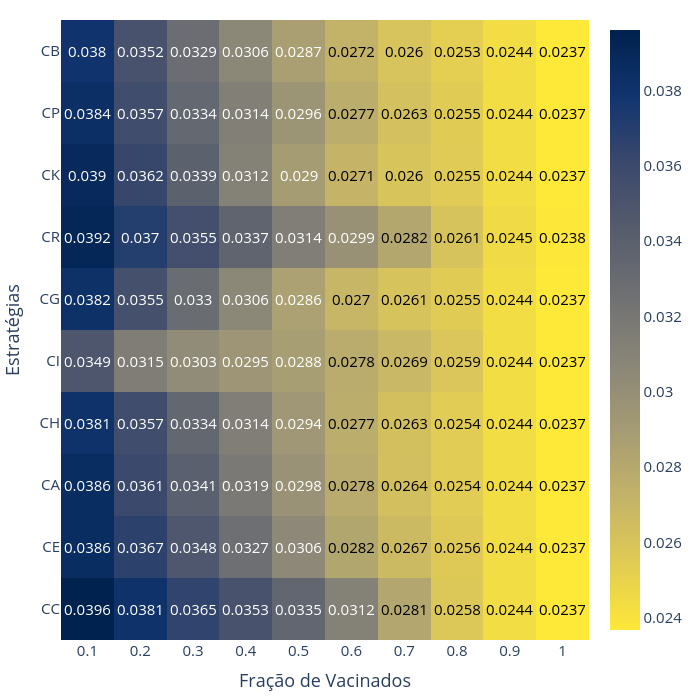 CB 0.038 0.0352 0.0329 0.0306 0.0287 0.0272 0.026 0.0253 0.0244 0.0237
CP 0.0384 0.0357 0.0334 0.0314 0.0296 0.0277 0.0263 0.0255 0.0244 0.0237
CK 0.039 0.0362 0.0339 0.0312 0.029 0.0271 0.026 0.0255 0.0244 0.0237
CR 0.0392 0.037 0.0355 0.0337 0.0314 0.0299 0.0282 0.0261 0.0245 0.0238
CG 0.0382 0.0355 0.033 0.0306 0.0286 0.027 0.0261 0.0255 0.0244 0.0237
CI 0.0349 0.0315 0.0303 0.0295 0.0288 0.0278 0.0269 0.0259 0.0244 0.0237
CH 0.0381 0.0357 0.0334 0.0314 0.0294 0.0277 0.0263 0.0254 0.0244 0.0237
CA 0.0386 0.0361 0.0341 0.0319 0.0298 0.0278 0.0264 0.0254 0.0244 0.0237
CE 0.0386 0.0367 0.0348 0.0327 0.0306 0.0282 0.0267 0.0256 0.0244 0.0237
CC 0.0396 0.0381 0.0365 0.0353 0.0335 0.0312 0.0281 0.0258 0.0244 0.0237
0.1 0.2 0.3 0.4 0.5 0.6 0.7 0.8 0.9 1
Fração de Vacinados
Estratégias
0.038
0.036
0.034
0.032
0.03
0.028
0.026
0.024